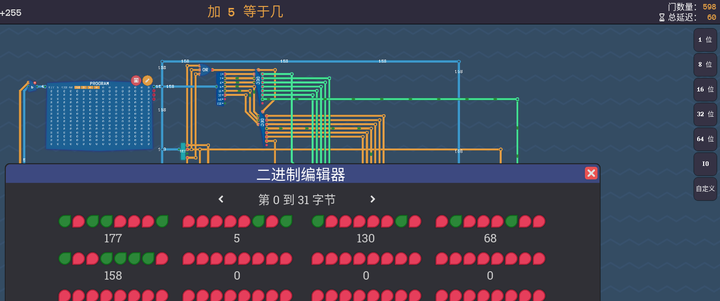 +255
加 5 等于几
门数量： 598
总延迟： 60
PROGRAM
1 位
8 位
16 位
32 位
64 位
IO
自定义
二进制编辑器
第 0 到 31 字节
177
5
130
68
158
0
0
0